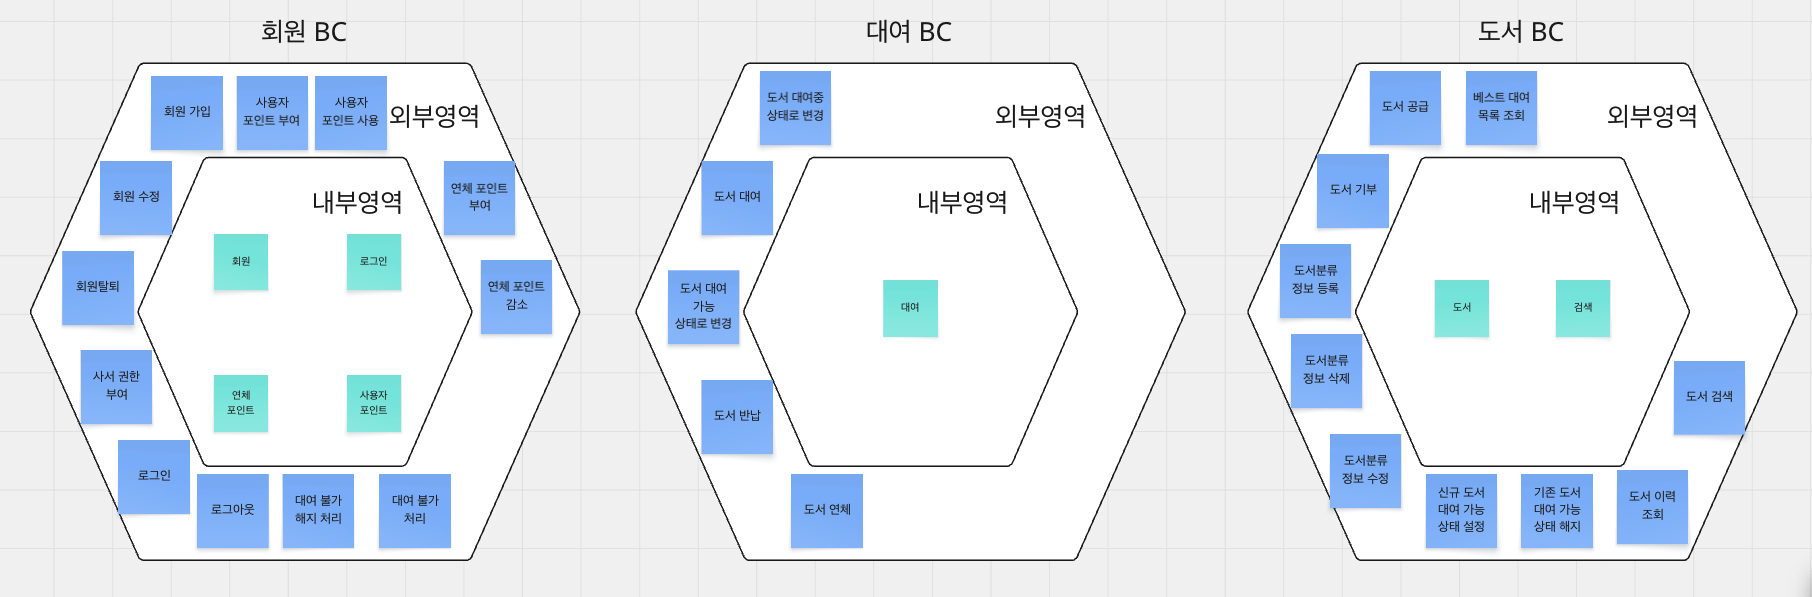 회원 BC
외부영역
회원 가입
사용자
포인트 부여
사용자
포인트 사용
회원 수정
연체 포인트
부여
내부영역
회원
로그인
회원탈퇴
연체 포인트
감소
사서 권한
부여
연체
포인트
사용자
포인트
로그인
로그아웃
대여 불가
해지 처리
대여 불가
처리
대여 BC
외부영역
도서 대여중
상태로 변경
도서 대여
내부영역
도서 대여
가능
상태로 변경
대여
도서 반납
도서 연체
도서 BC
외부영역
도서 공급
베스트 대여
목록 조회
도서 기부
내부영역
도서분류
정보 등록
도서
검색
도서분류
정보 삭제
도서 검색
도서분류
정보 수정
신규 도서
대여 가능
상태 설정
기존 도서
대여 가능
상태 해지
도서 이력
조회